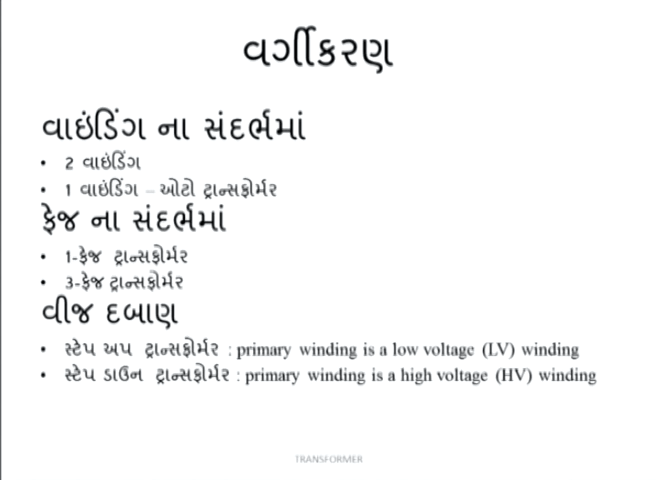 વર્ગીકરણ
વાઇંડિંગ ના સંદર્ભમાં
• 2 વાઇંડિંગ
• 1 વાઇંડિંગ – ઓટો ટ્રાન્સફોર્મર
ફેજ ના સંદર્ભમાં
• 1-ફેજ ટ્રાન્સફોર્મર
• 3-ફેજ ટ્રાન્સફોર્મર
વીજ દબાણ
• સ્ટેપ અપ ટ્રાન્સફોર્મર : primary winding is a low voltage (LV) winding
• સ્ટેપ ડાઉન ટ્રાન્સફોર્મર : primary winding is a high voltage (HV) winding
TRANSFORMER